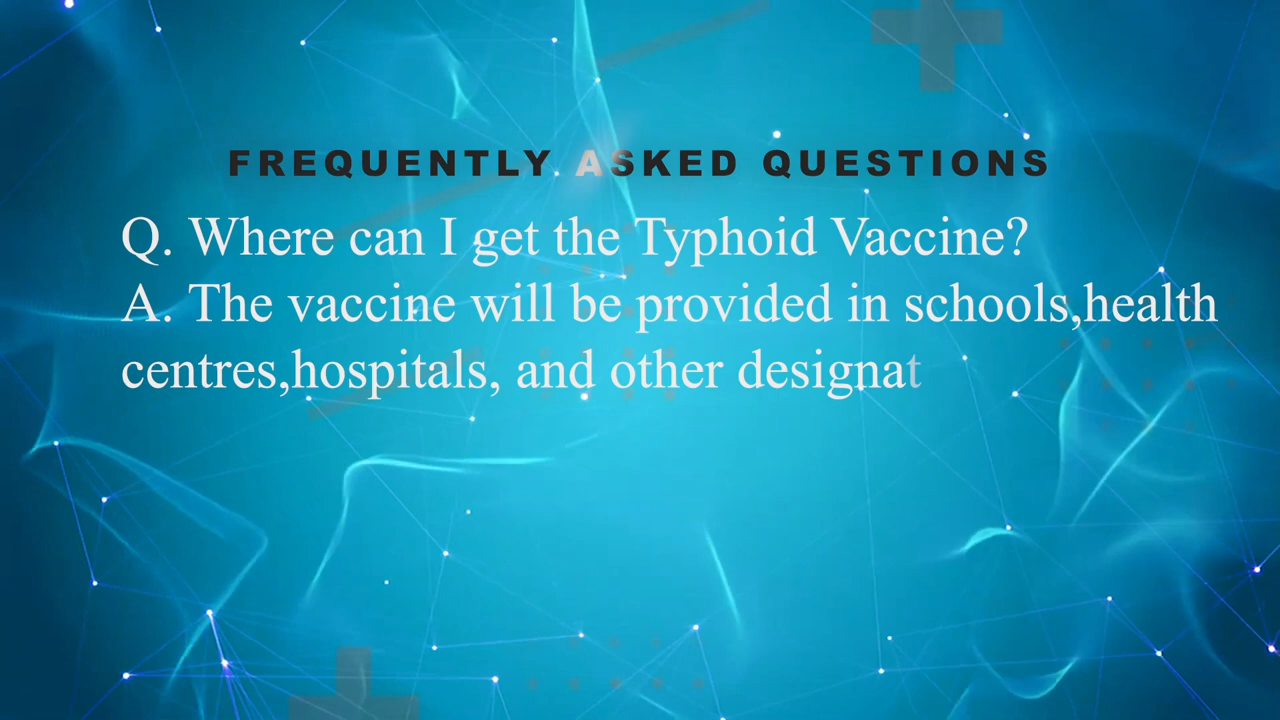 FREQUENTLY ASKED QUESTIONS
Q. Where can I get the Typhoid Vaccine?
A. The vaccine will be provided in schools,health
centres,hospitals, and other designat